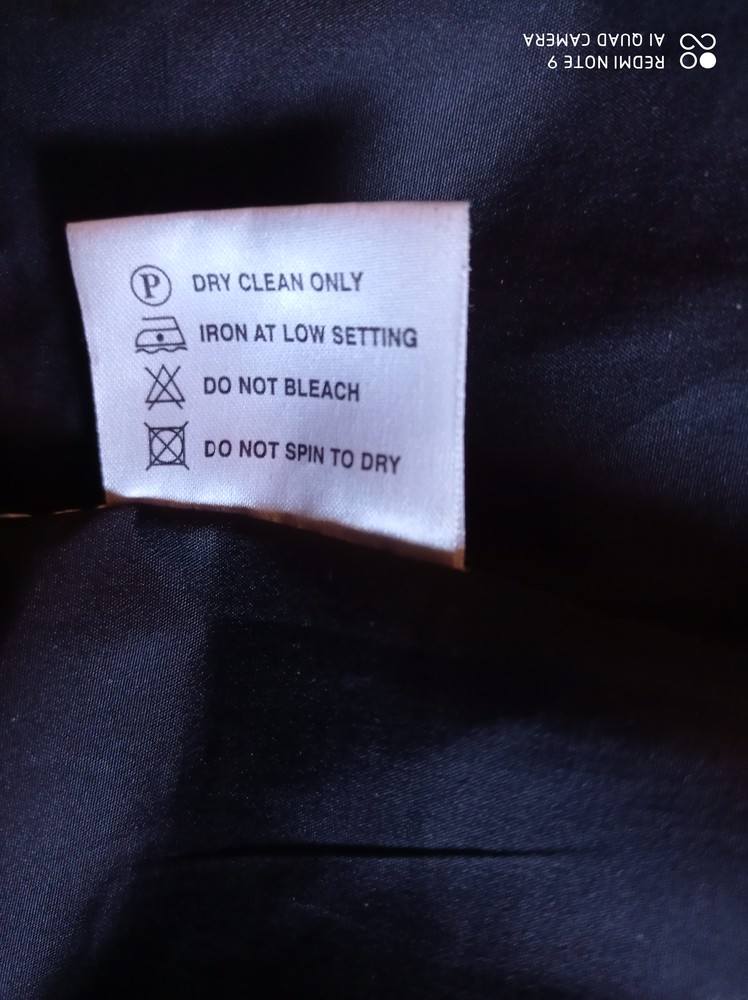 P DRY CLEAN ONLY
IRON AT LOW SETTING
DO NOT BLEACH
DO NOT SPIN TO DRY
REDMI NOTE 9
AI QUAD CAMERA